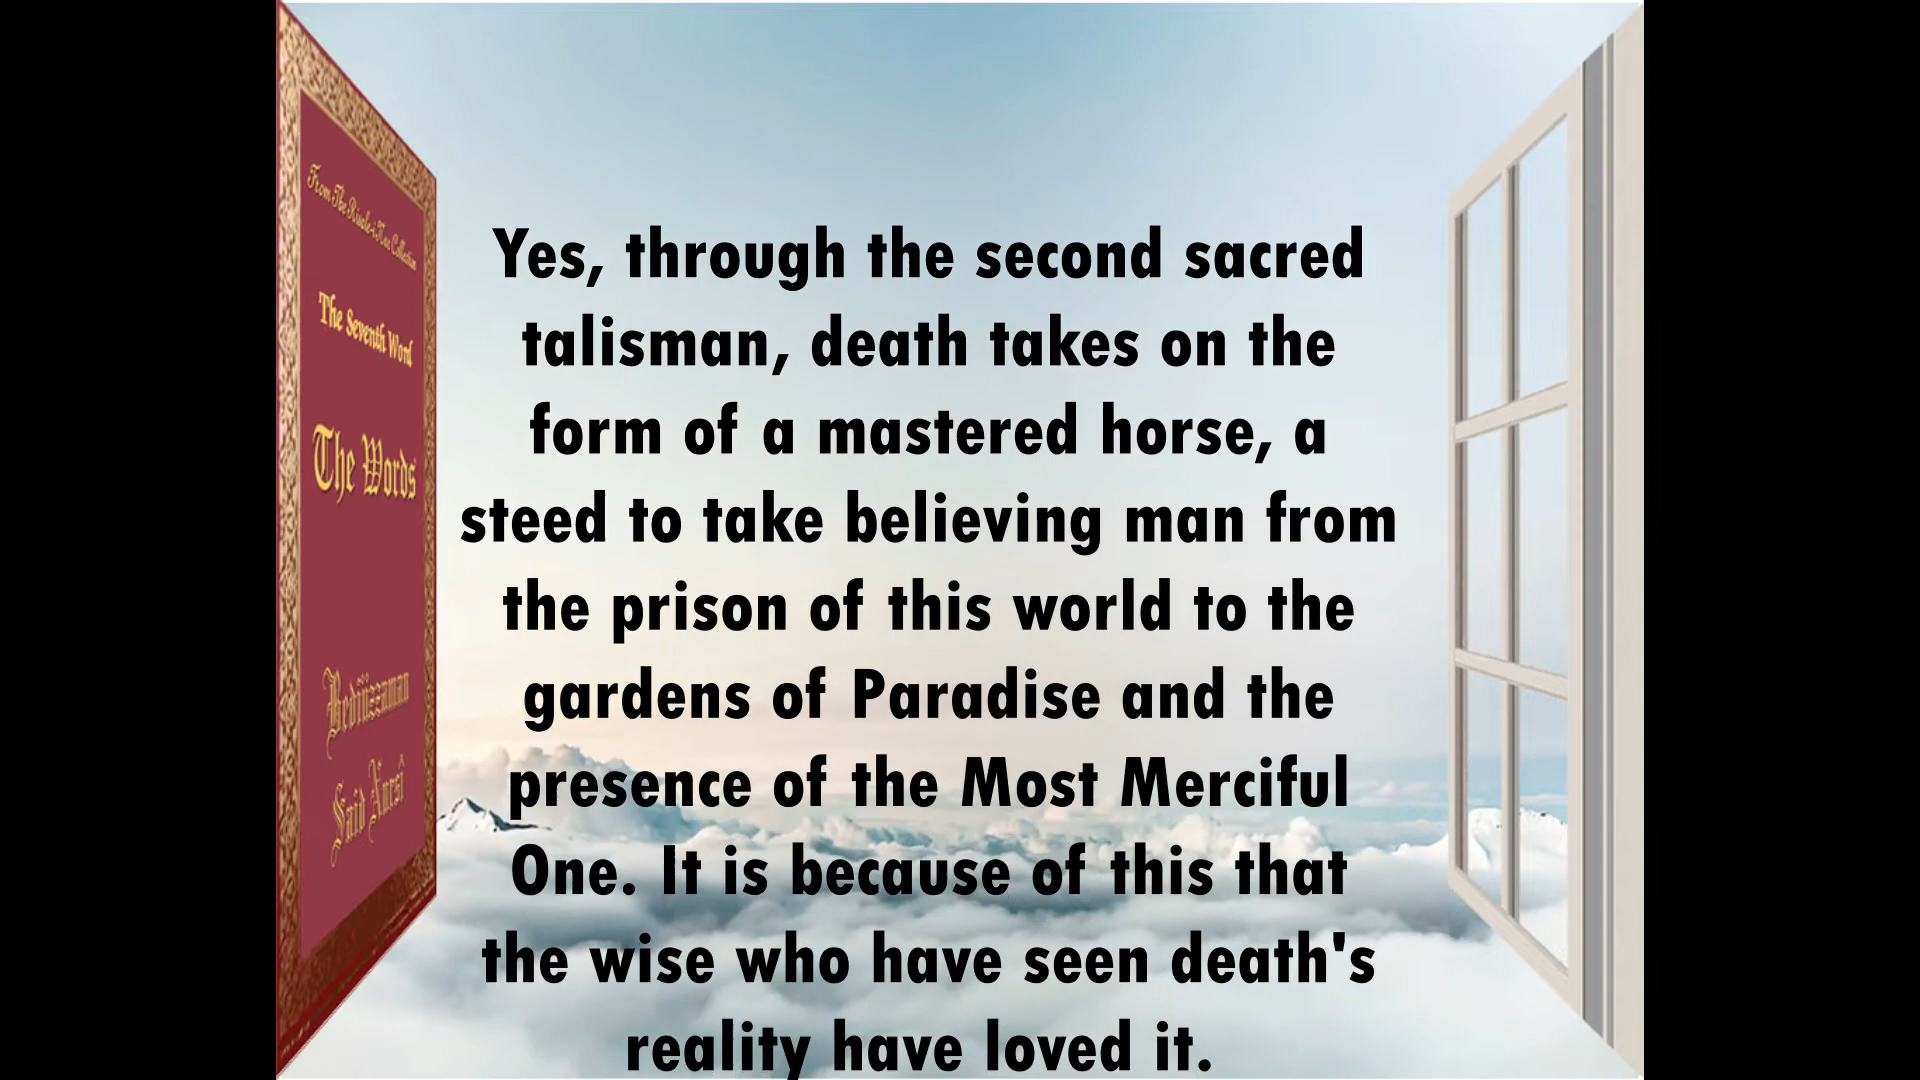 From The Risale-i Nur Collection
The Seventh Word
The Words
Bediüzzaman
Said Nursî
Yes, through the second sacred
talisman, death takes on the
form of a mastered horse, a
steed to take believing man from
the prison of this world to the
gardens of Paradise and the
presence of the Most Merciful
One. It is because of this that
the wise who have seen death's
reality have loved it.